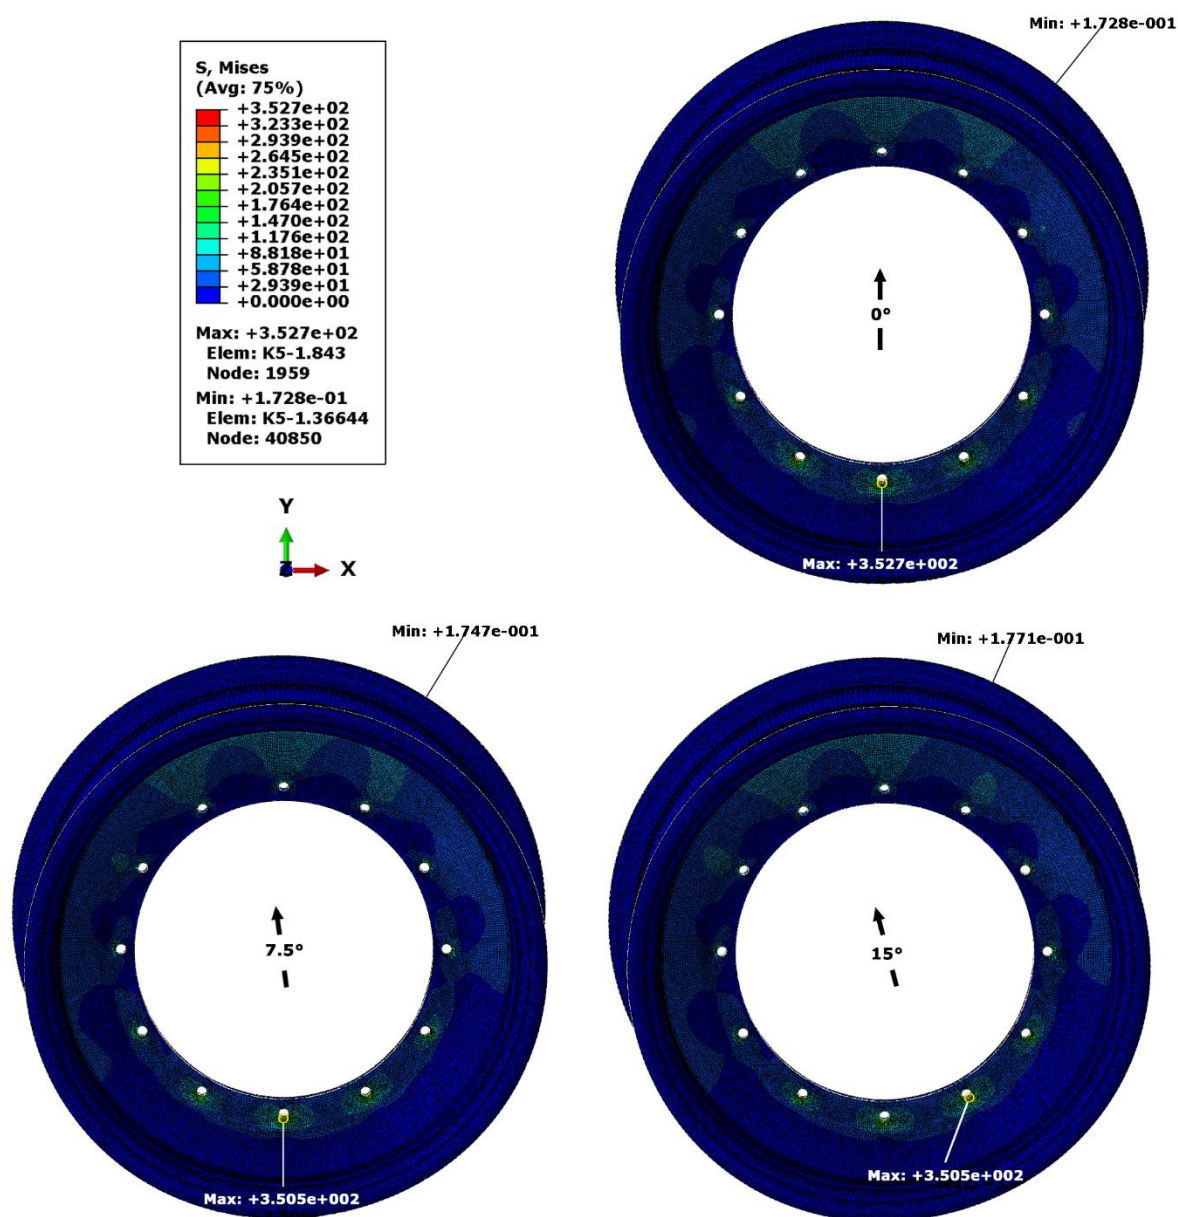 S, Mises
(Avg: 75%)
+3.527e+02
+3.233e+02
+2.939e+02
+2.645e+02
+2.351e+02
+2.057e+02
+1.764e+02
+1.470e+02
+1.176e+02
+8.818e+01
+5.878e+01
+2.939e+01
+0.000e+00
Max: +3.527e+02
Elem: K5-1.843
Node: 1959
Min: +1.728e-01
Elem: K5-1.36644
Node: 40850
Y
Z
X
Min: +1.728e-001
0°
Max: +3.527e+002
Min: +1.747e-001
7.5°
Max: +3.505e+002
Min: +1.771e-001
15°
Max: +3.505e+002